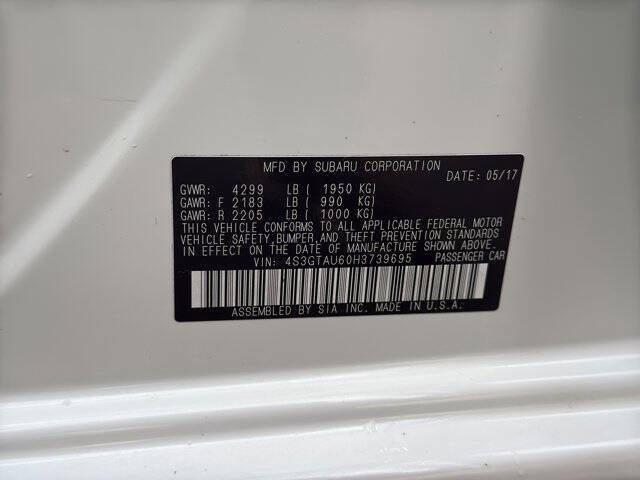 MFD BY SUBARU CORPORATION
DATE: 05/17
GVWR: 4299 LB ( 1950 KG)
GAWR: F 2183 LB ( 990 KG)
GAWR: R 2205 LB ( 1000 KG)
THIS VEHICLE CONFORMS TO ALL APPLICABLE FEDERAL MOTOR
VEHICLE SAFETY, BUMPER, AND THEFT PREVENTION STANDARDS
IN EFFECT ON THE DATE OF MANUFACTURE SHOWN ABOVE.
VIN: 4S3GTAU60H3739695 PASSENGER CAR
ASSEMBLED BY SIA INC. MADE IN U.S.A.